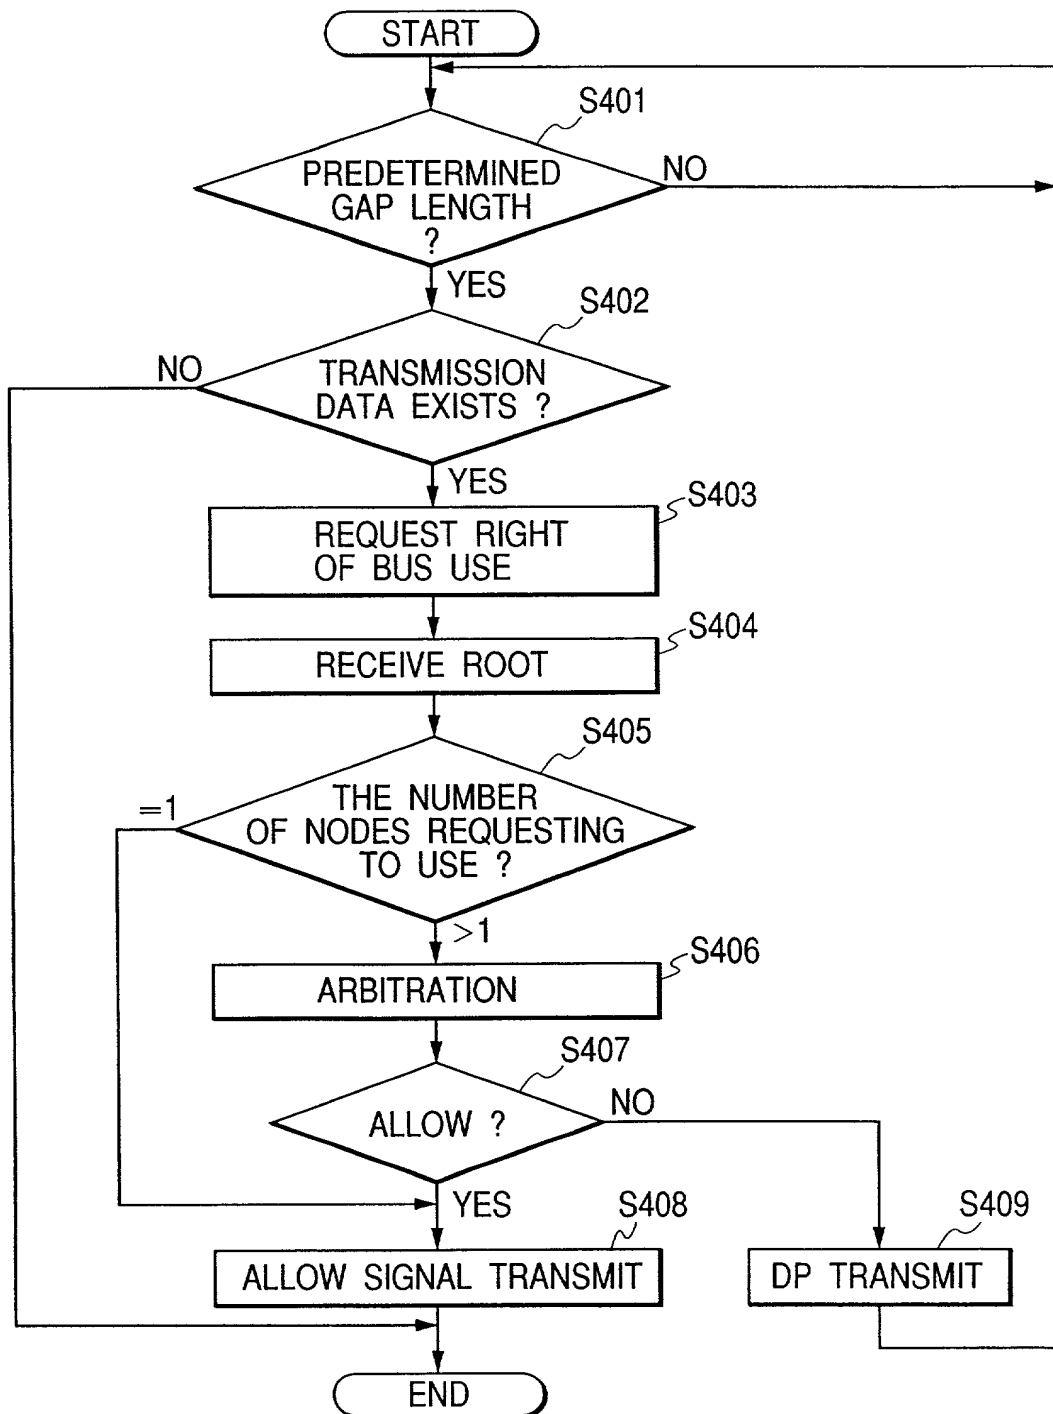 START
S401
PREDETERMINED
GAP LENGTH
?
NO
YES
S402
NO
TRANSMISSION
DATA EXISTS ?
YES
S403
REQUEST RIGHT
OF BUS USE
S404
RECEIVE ROOT
S405
=1
THE NUMBER
OF NODES REQUESTING
TO USE ?
>1
S406
ARBITRATION
S407
ALLOW ?
NO
YES
S408
ALLOW SIGNAL TRANSMIT
S409
DP TRANSMIT
END